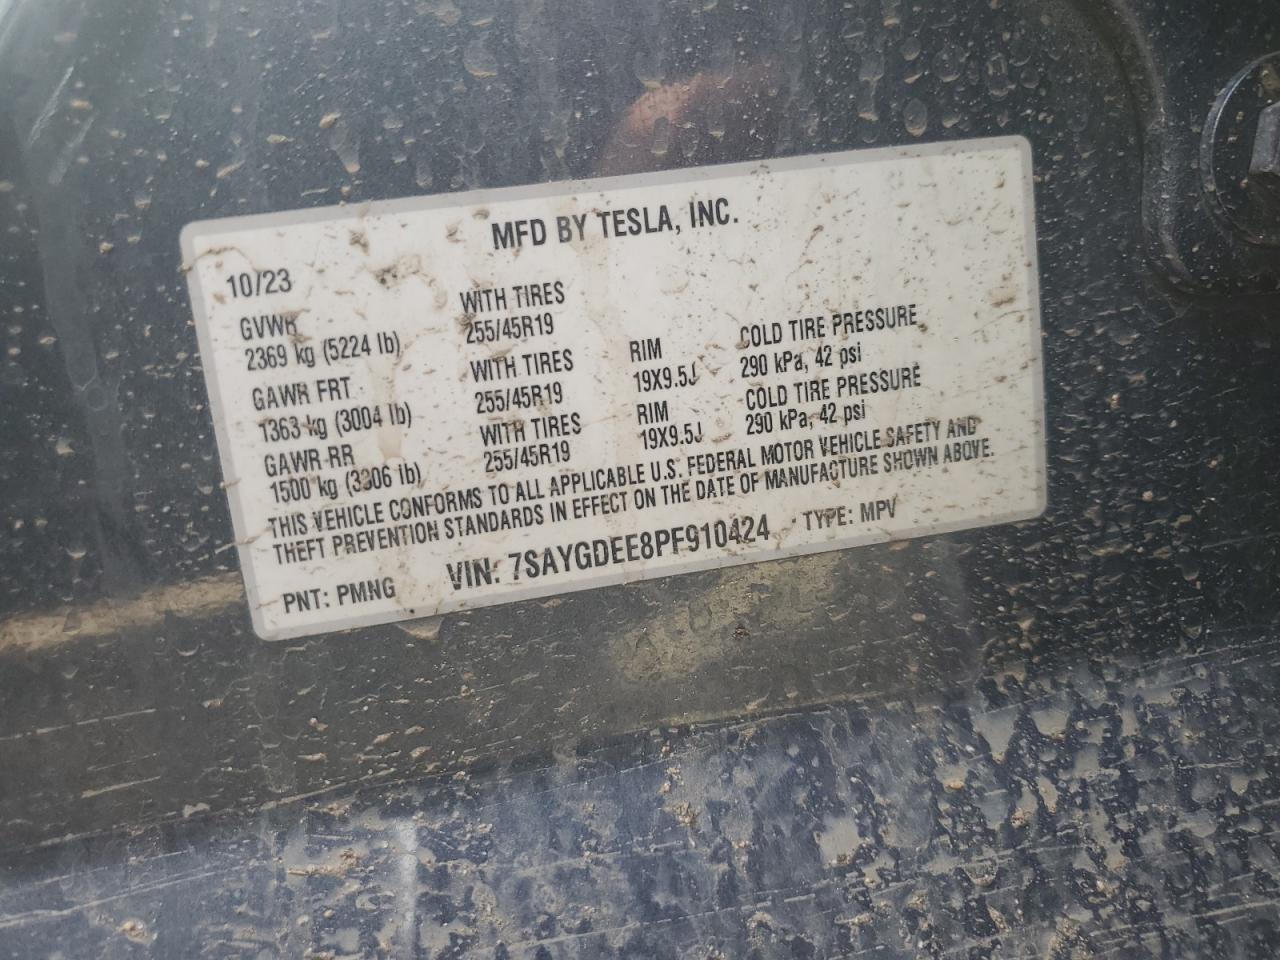 MFD BY TESLA, INC.
10/23
GVWR WITH TIRES
2369 kg (5224 lb) 255/45R19
GAWR FRT WITH TIRES RIM COLD TIRE PRESSURE
1363 kg (3004 lb) 255/45R19 19X9.5J 290 kPa, 42 psi
GAWR RR WITH TIRES RIM COLD TIRE PRESSURE
1500 kg (3306 lb) 255/45R19 19X9.5J 290 kPa, 42 psi
THIS VEHICLE CONFORMS TO ALL APPLICABLE U.S. FEDERAL MOTOR VEHICLE SAFETY AND
THEFT PREVENTION STANDARDS IN EFFECT ON THE DATE OF MANUFACTURE SHOWN ABOVE.
PNT: PMNG VIN: 7SAYGDEE8PF910424 TYPE: MPV